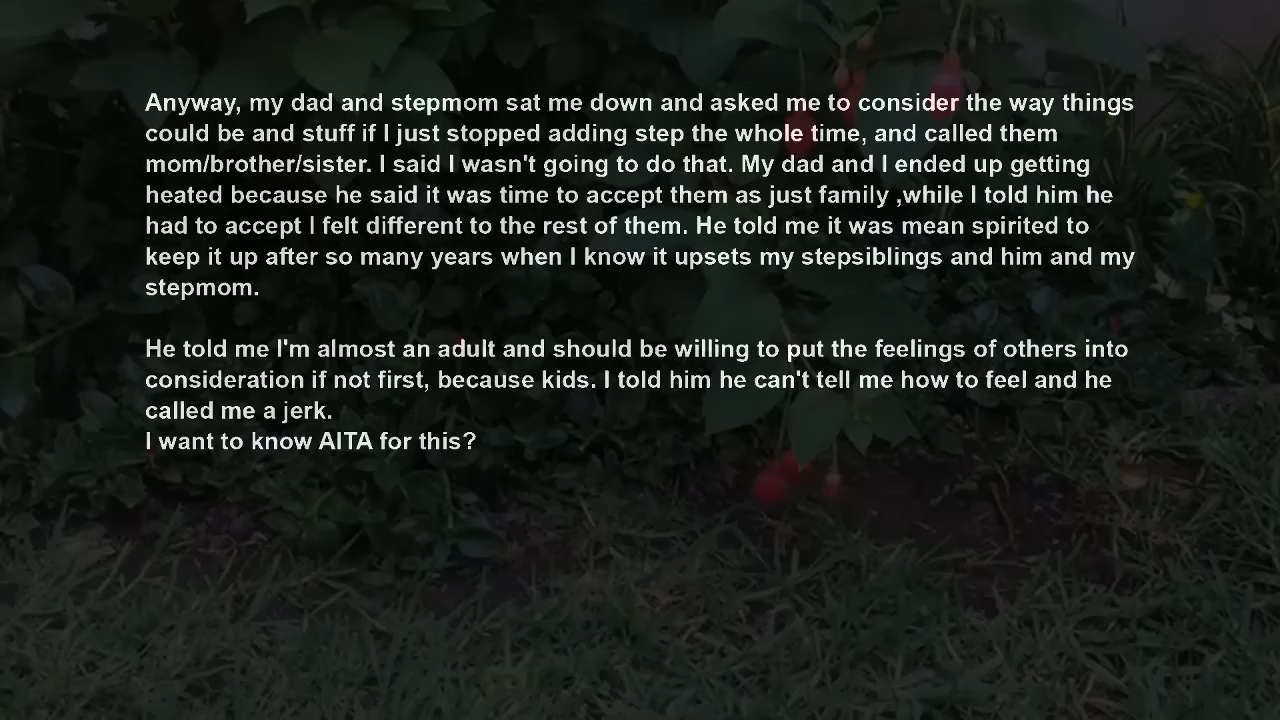 Anyway, my dad and stepmom sat me down and asked me to consider the way things
could be and stuff if I just stopped adding step the whole time, and called them
mom/brother/sister. I said I wasn't going to do that. My dad and I ended up getting
heated because he said it was time to accept them as just family ,while I told him he
had to accept I felt different to the rest of them. He told me it was mean spirited to
keep it up after so many years when I know it upsets my stepsiblings and him and my
stepmom.
He told me I'm almost an adult and should be willing to put the feelings of others into
consideration if not first, because kids. I told him he can't tell me how to feel and he
called me a jerk.
I want to know AITA for this?